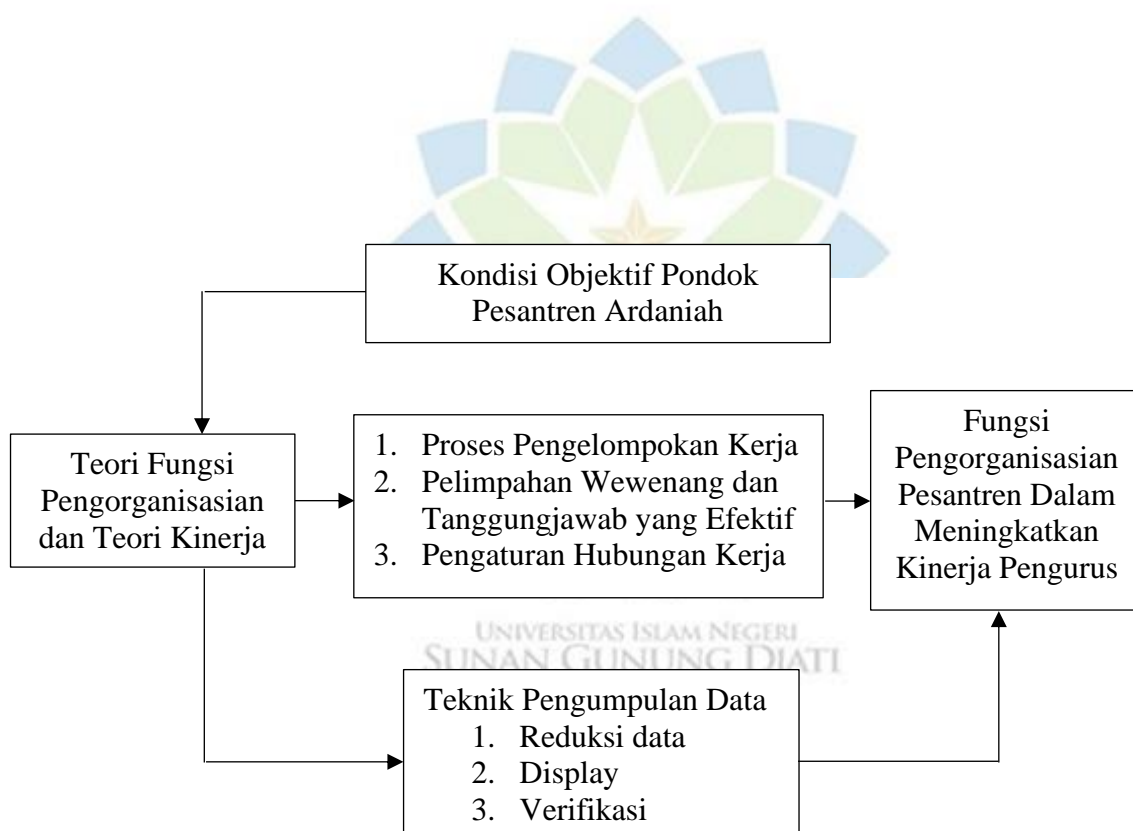 Kondisi Objektif Pondok
Pesantren Ardaniah
Teori Fungsi
Pengorganisasian
dan Teori Kinerja
1. Proses Pengelompokan Kerja
2. Pelimpahan Wewenang dan
Tanggungjawab yang Efektif
3. Pengaturan Hubungan Kerja
Fungsi
Pengorganisasian
Pesantren Dalam
Meningkatkan
Kinerja Pengurus
UNIVERSITAS ISLAM NEGERI
SUNAN GUNUNG DJATI
Teknik Pengumpulan Data
1. Reduksi data
2. Display
3. Verifikasi